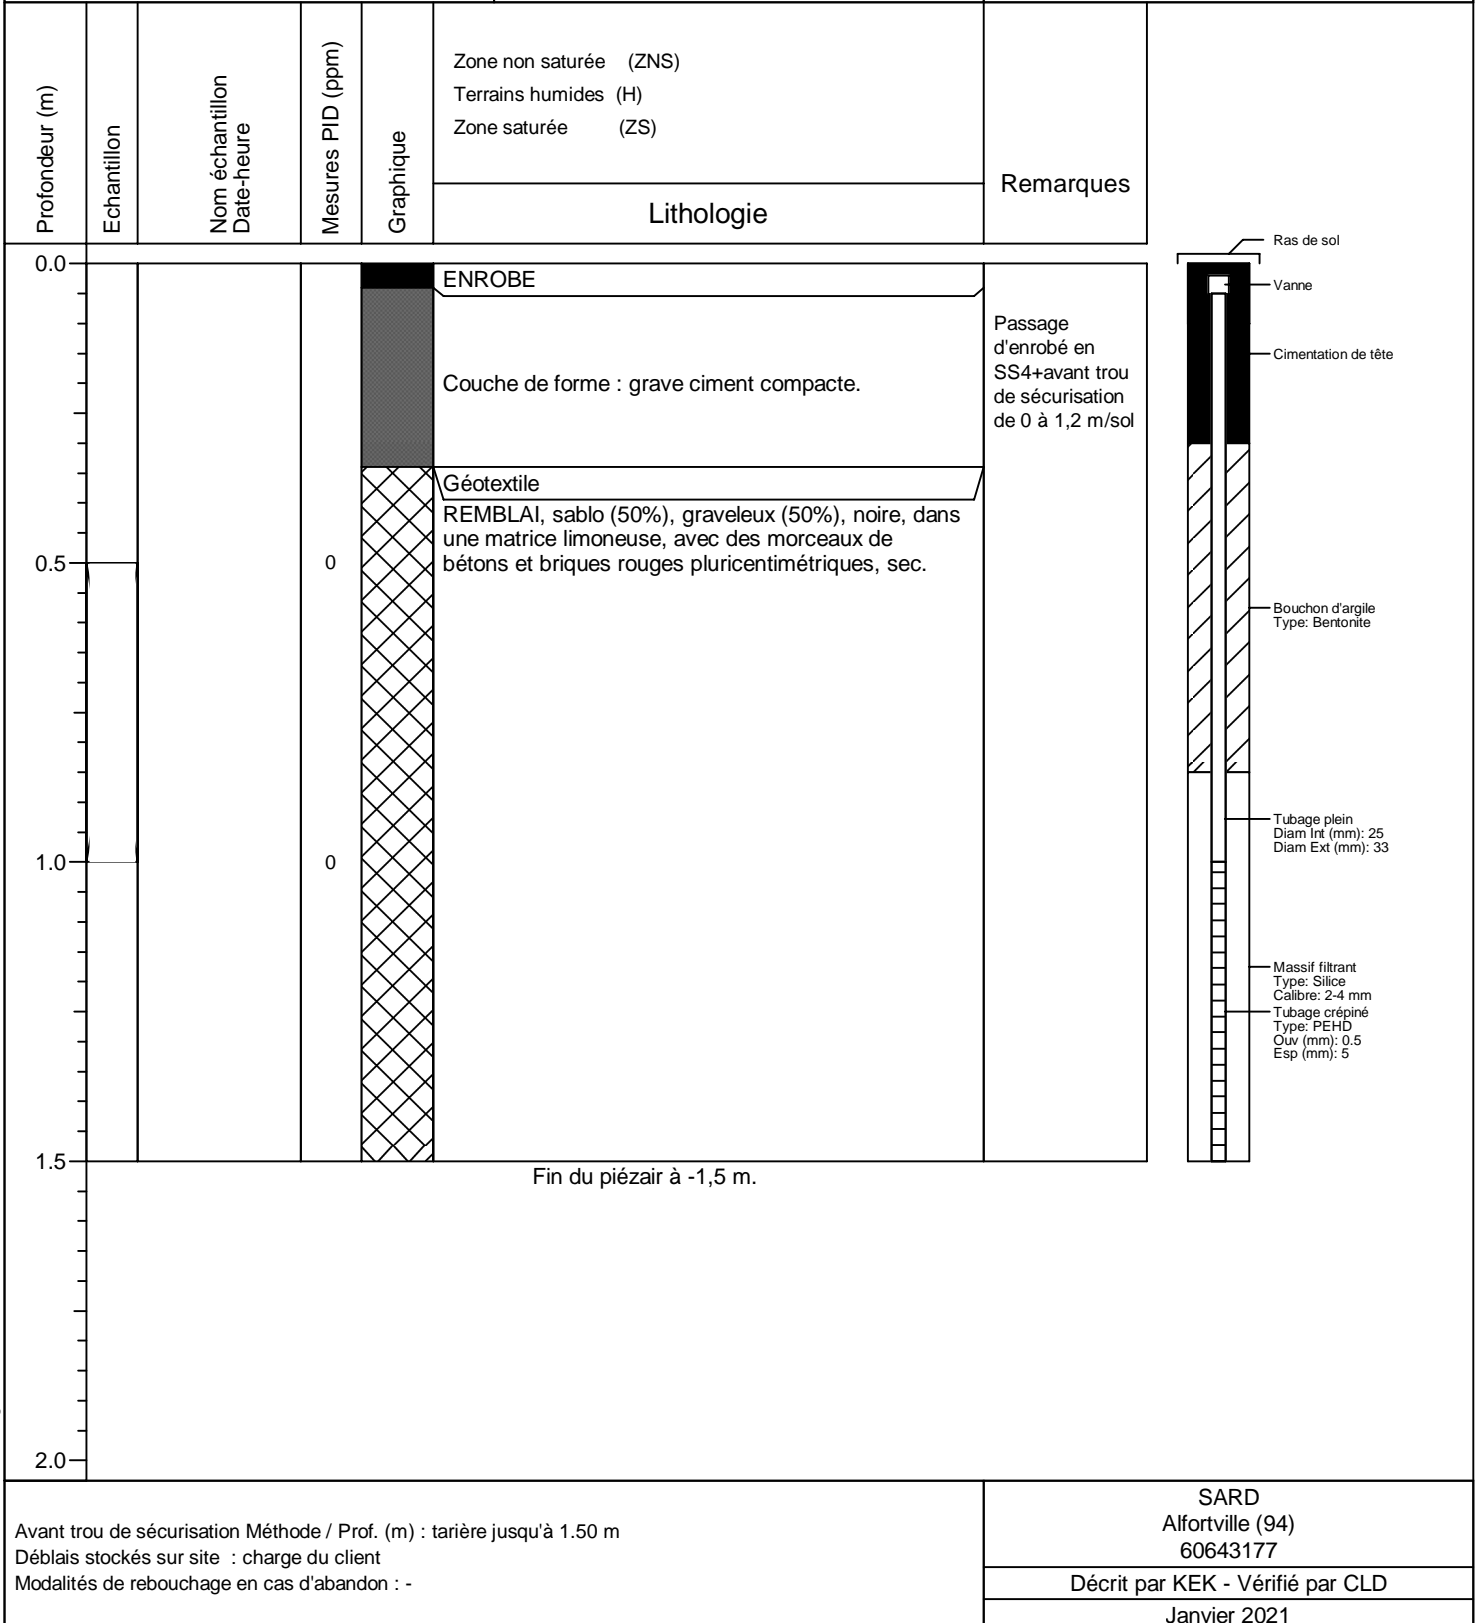 Profondeur (m)
Echantillon
Nom échantillon
Date-heure
Mesures PID (ppm)
Graphique
Zone non saturée (ZNS)
Terrains humides (H)
Zone saturée (ZS)
Lithologie
Remarques
0.0
0.5
1.0
1.5
2.0
0
0
ENROBE
Couche de forme : grave ciment compacte.
Géotextile
REMBLAI, sablo (50%), graveleux (50%), noire, dans
une matrice limoneuse, avec des morceaux de
bétons et briques rouges pluricentimétriques, sec.
Fin du piézair à -1,5 m.
Passage
d'enrobé en
SS4+avant trou
de sécurisation
de 0 à 1,2 m/sol
Ras de sol
Vanne
Cimentation de tête
Bouchon d'argile
Type: Bentonite
Tubage plein
Diam Int (mm): 25
Diam Ext (mm): 33
Massif filtrant
Type: Silice
Calibre: 2-4 mm
Tubage crépiné
Type: PEHD
Ouv (mm): 0.5
Esp (mm): 5
Avant trou de sécurisation Méthode / Prof. (m) : tarière jusqu'à 1.50 m
Déblais stockés sur site : charge du client
Modalités de rebouchage en cas d'abandon : -
SARD
Alfortville (94)
60643177
Décrit par KEK - Vérifié par CLD
Janvier 2021